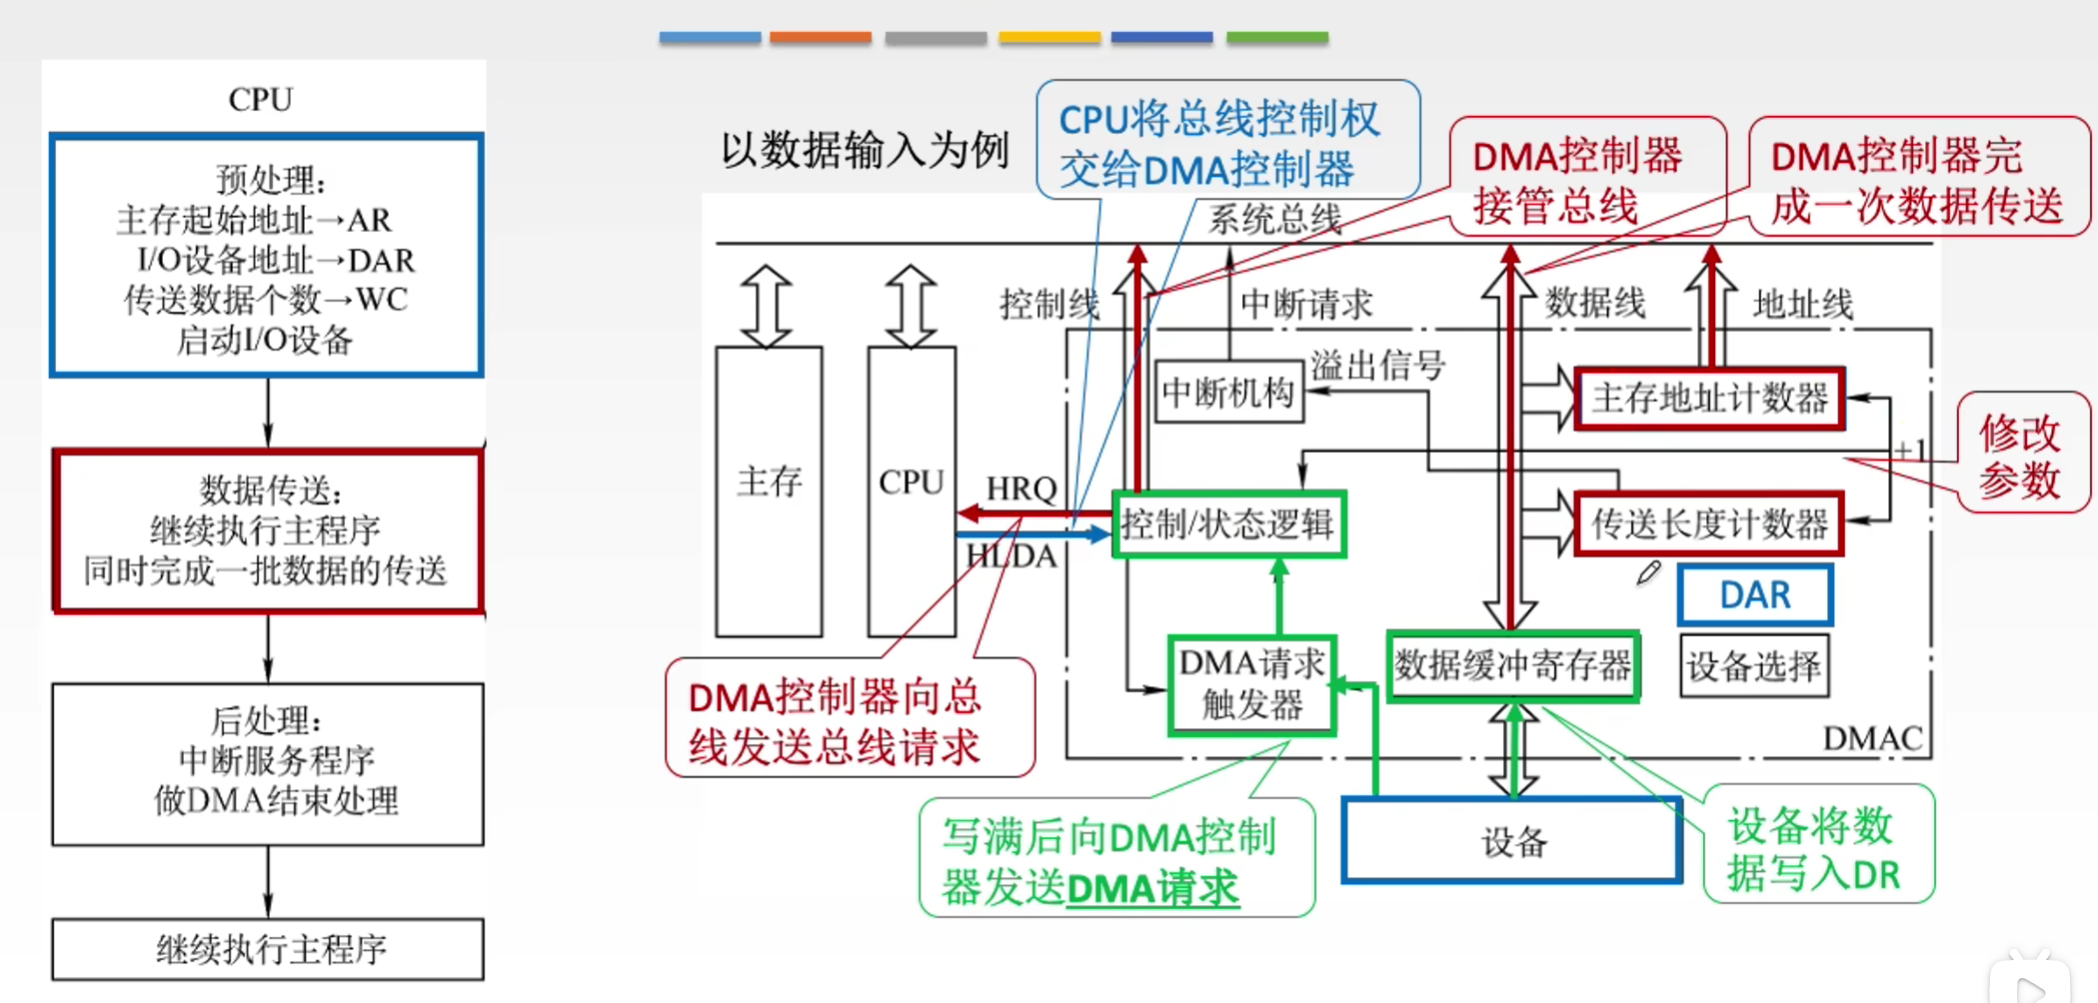 CPU
预处理：
主存起始地址→AR
I/O设备地址→DAR
传送数据个数→WC
启动I/O设备
数据传送：
继续执行主程序
同时完成一批数据的传送
后处理：
中断服务程序
做DMA结束处理
继续执行主程序
以数据输入为例
CPU将总线控制权
交给DMA控制器
DMA控制器
接管总线
DMA控制器完
成一次数据传送
系统总线
控制线
中断请求
数据线
地址线
中断机构
溢出信号
主存地址计数器
+1
修改
参数
主存
CPU
HRQ
HLDA
控制/状态逻辑
传送长度计数器
DAR
DMA请求
触发器
数据缓冲寄存器
设备选择
DMAC
DMA控制器向总
线发送总线请求
写满后向DMA控制
器发送DMA请求
设备
设备将数
据写入DR